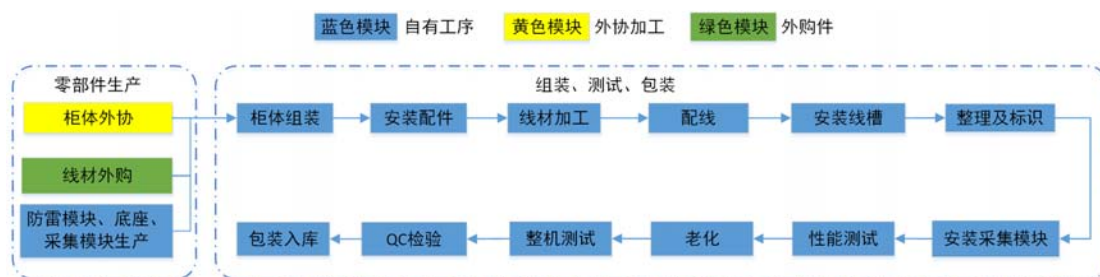 蓝色模块 自有工序 黄色模块 外协加工 绿色模块 外购件
零部件生产
组装、测试、包装
柜体外协
柜体组装
安装配件
线材加工
配线
安装线槽
整理及标识
线材外购
防雷模块、底座、
采集模块生产
包装入库
QC检验
整机测试
老化
性能测试
安装采集模块